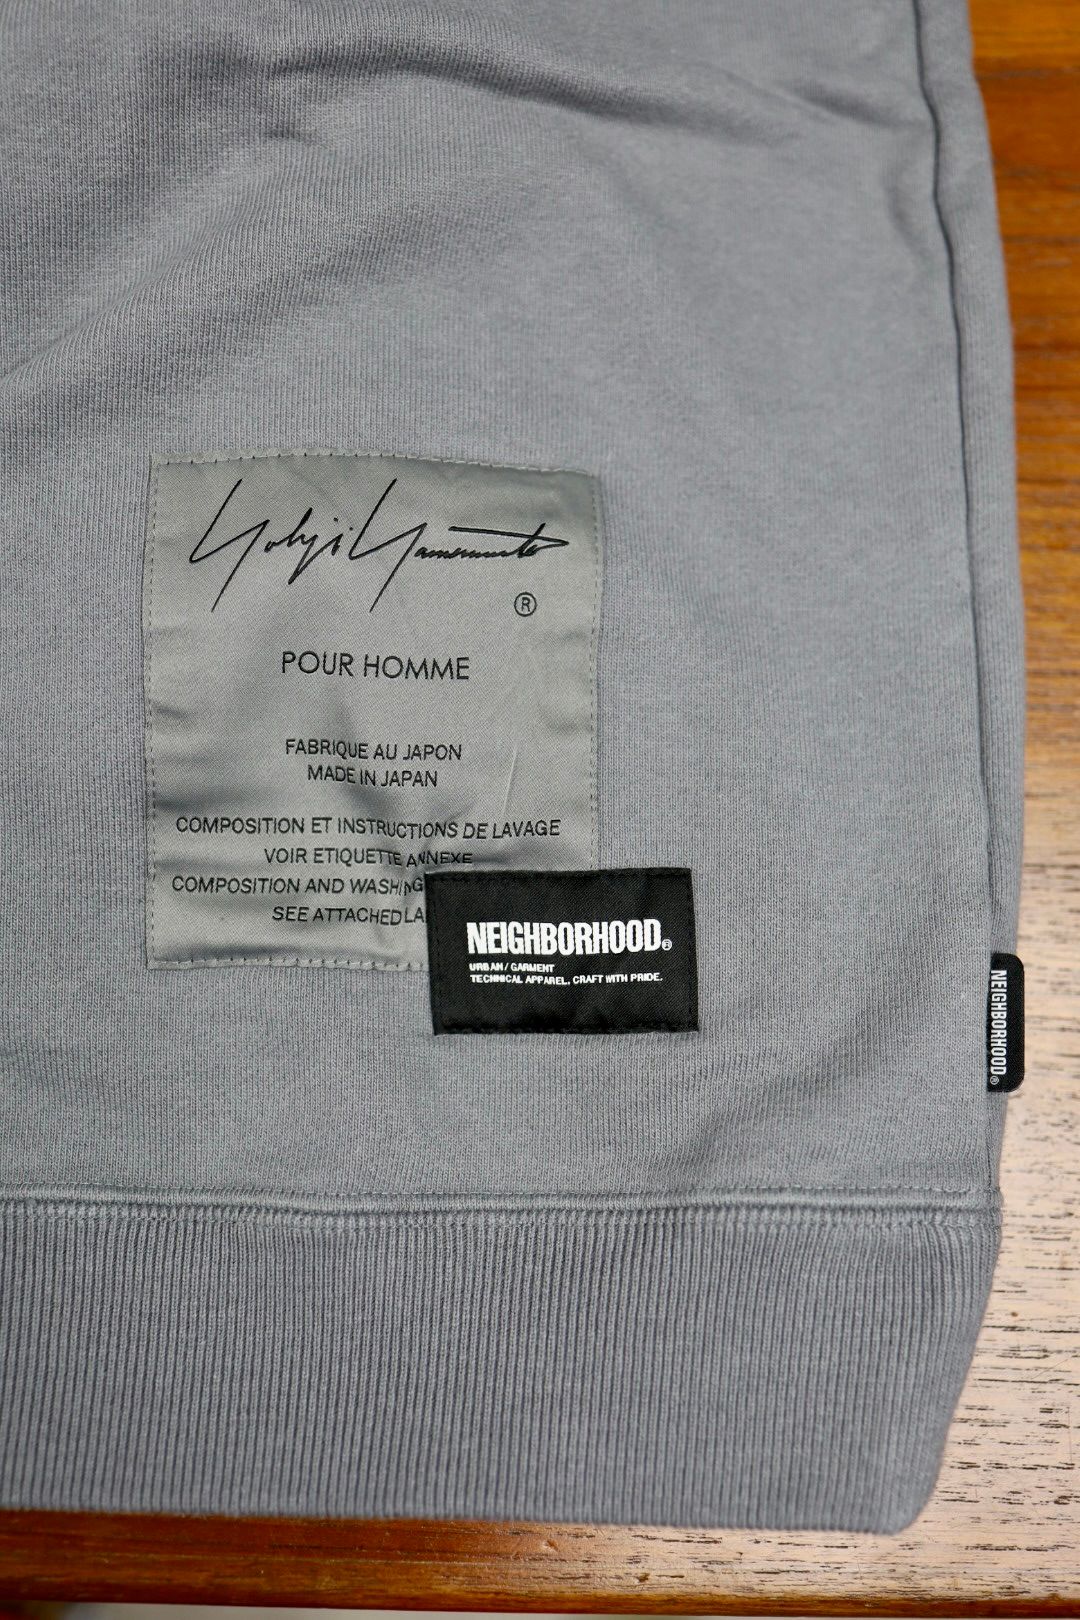 Yohji Yamamoto
®
POUR HOMME
FABRIQUE AU JAPON
MADE IN JAPAN
COMPOSITION ET INSTRUCTIONS DE LAVAGE
VOIR ETIQUETTE ANNEXE
COMPOSITION AND WASHING
SEE ATTACHED LA
NEIGHBORHOOD®
URBAN / GARMENT
TECHNICAL APPAREL. CRAFT WITH PRIDE.
NEIGHBORHOOD®